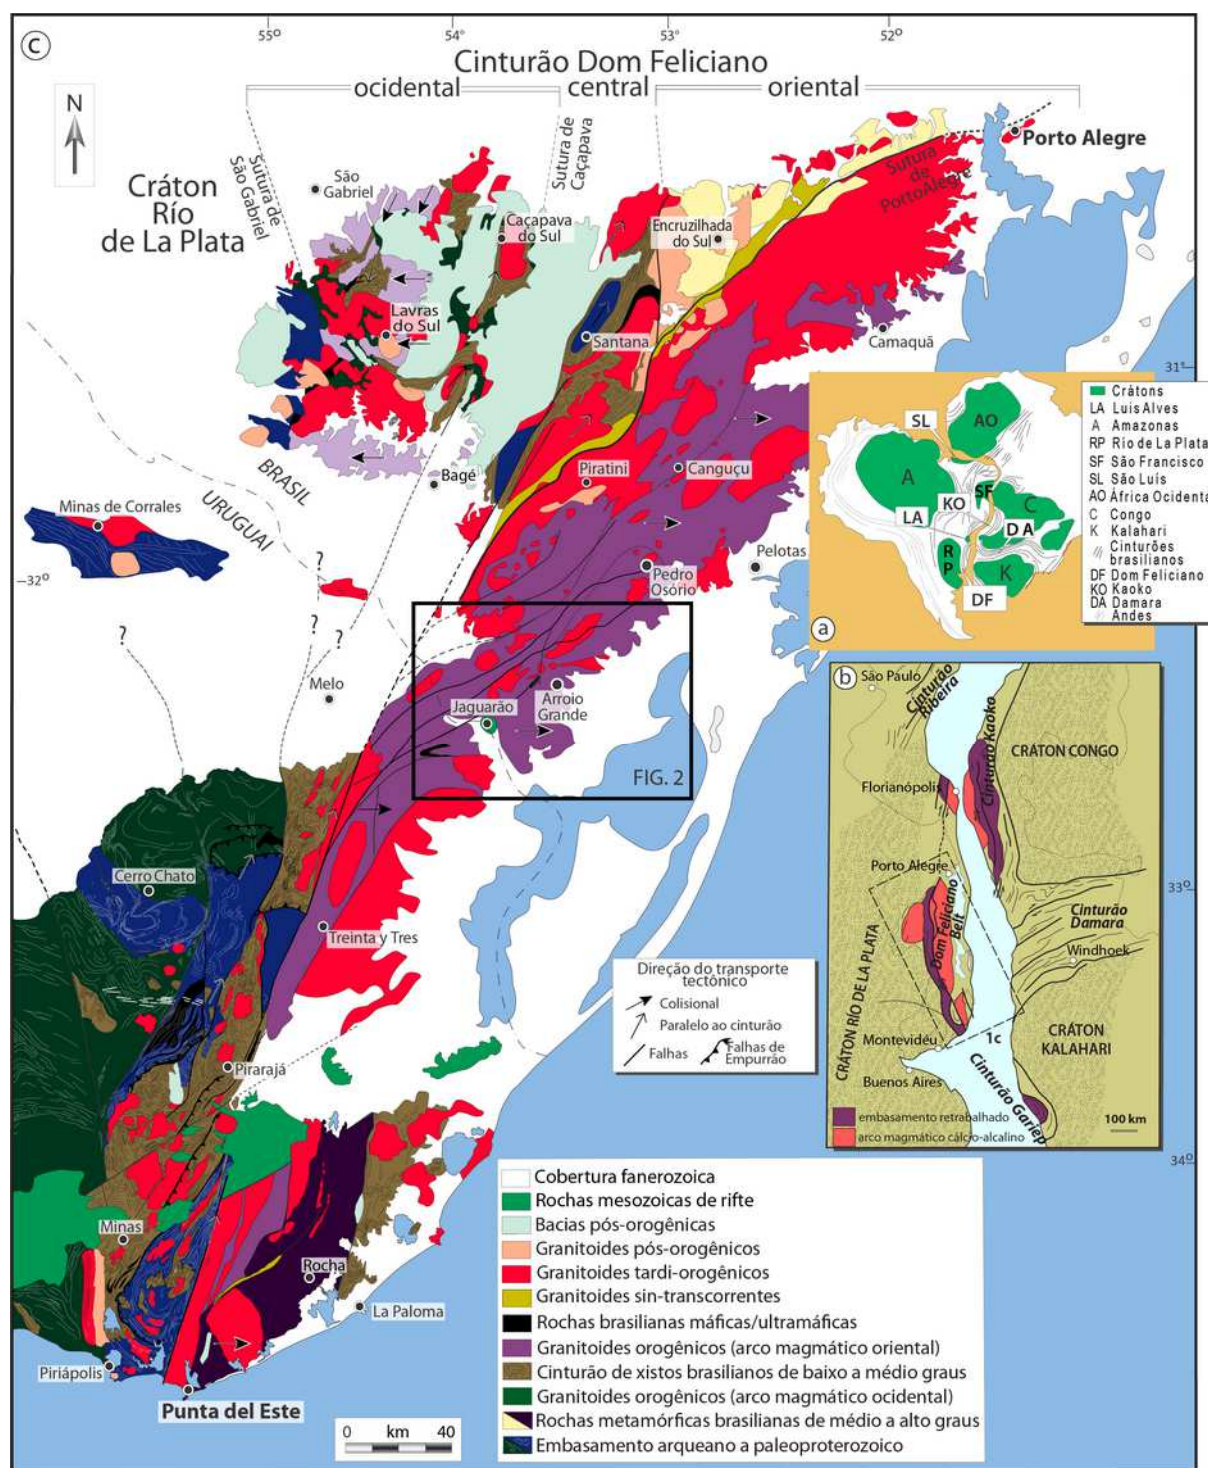 c
55º
54º
53º
52º
Cinturão Dom Feliciano
ocidental
central
oriental
N
Sutura de
São Gabriel
Sutura de
Caçapava
Sutura
de
PortoAlegre
Porto Alegre
Cráton
Río
de La Plata
São
Gabriel
Caçapava
do Sul
Encruzilhada
do Sul
Lavras
do Sul
Santana
Camaquã
31º
BRASIL
URUGUAI
Bagé
Piratini
Canguçu
Minas de Corrales
32º
Pedro
Osório
Pelotas
?
?
?
Melo
Jaguarão
Arroio
Grande
FIG. 2
Cerro Chato
Treinta y Tres
33º
Pirarajá
34º
Minas
Rocha
La Paloma
Piriápolis
Punta del Este
0 km 40
SL
AO
A
KO
SF
C
LA
D A
R
P
K
DF
a
Crátons
LA Luis Alves
A Amazonas
RP Río de La Plata
SF São Francisco
SL São Luís
AO África Ocidenta
C Congo
K Kalahari
Cinturões
brasilianos
DF Dom Feliciano
KO Kaoko
DA Damara
Andes
b
São Paulo
Cinturão
Ribeira
Cinturão Kaoko
CRÁTON CONGO
Florianópolis
Porto Alegre
Dom Feliciano
Belt
Cinturão
Damara
Windhoek
CRÁTON RÍO DE LA PLATA
Montevidéu
1c
CRÁTON
KALAHARI
Buenos Aires
Cinturão Gariep
embasamento retrabalhado
arco magmático cálcio-alcalino
100 km
Direção do transporte
tectônico
Colisional
Paralelo ao cinturão
Falhas
Falhas de
Empurrão
Cobertura fanerozoica
Rochas mesozoicas de rifte
Bacias pós-orogênicas
Granitoides pós-orogênicos
Granitoides tardi-orogênicos
Granitoides sin-transcorrentes
Rochas brasilianas máficas/ultramáficas
Granitoides orogênicos (arco magmático oriental)
Cinturão de xistos brasilianos de baixo a médio graus
Granitoides orogênicos (arco magmático ocidental)
Rochas metamórficas brasilianas de médio a alto graus
Embasamento arqueano a paleoproterozoico